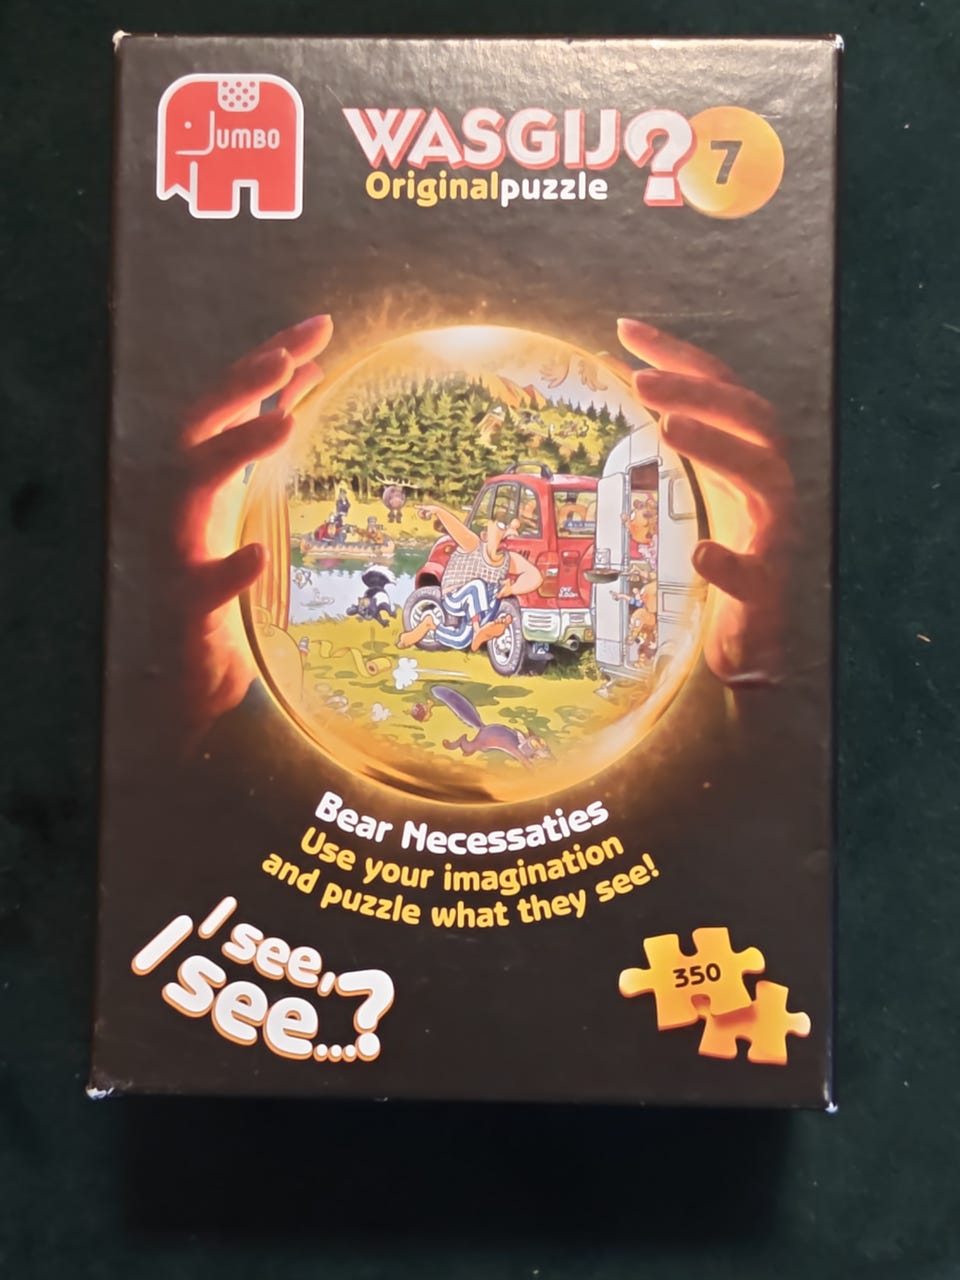 JUMBO
WASGIJ?
Originalpuzzle
7
Bear Necessaties
Use your imagination
and puzzle what they see!
I see,
I see...?
350